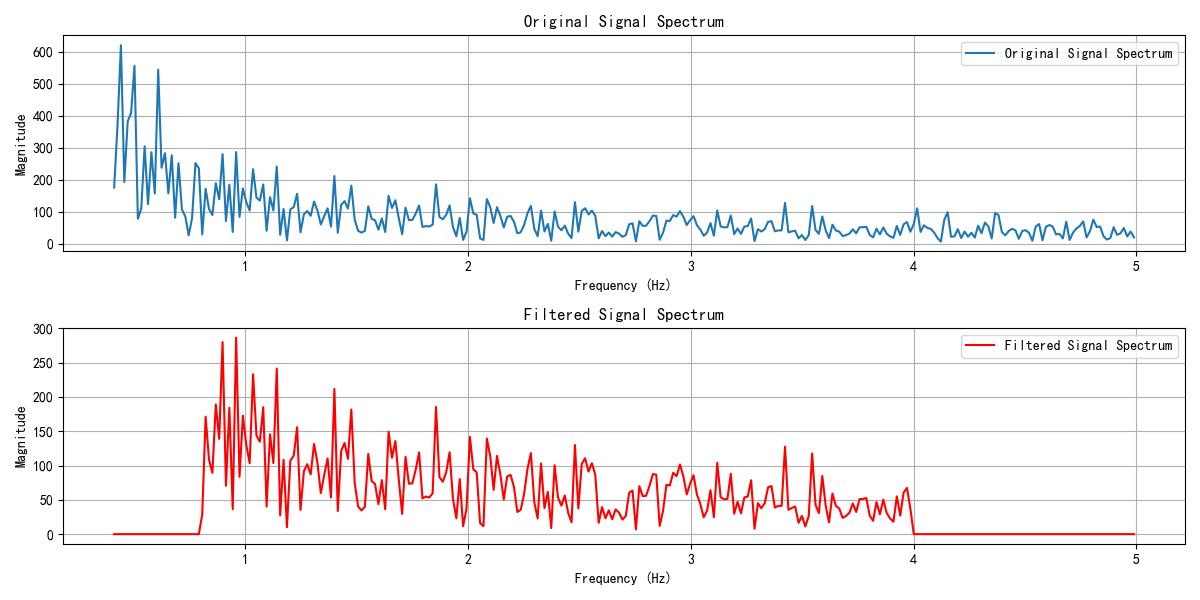 Original Signal Spectrum
600
500
400
300
200
100
0
Magnitude
Original Signal Spectrum
1 2 3 4 5
Frequency (Hz)
Filtered Signal Spectrum
300
250
200
150
100
50
0
Magnitude
Filtered Signal Spectrum
1 2 3 4 5
Frequency (Hz)